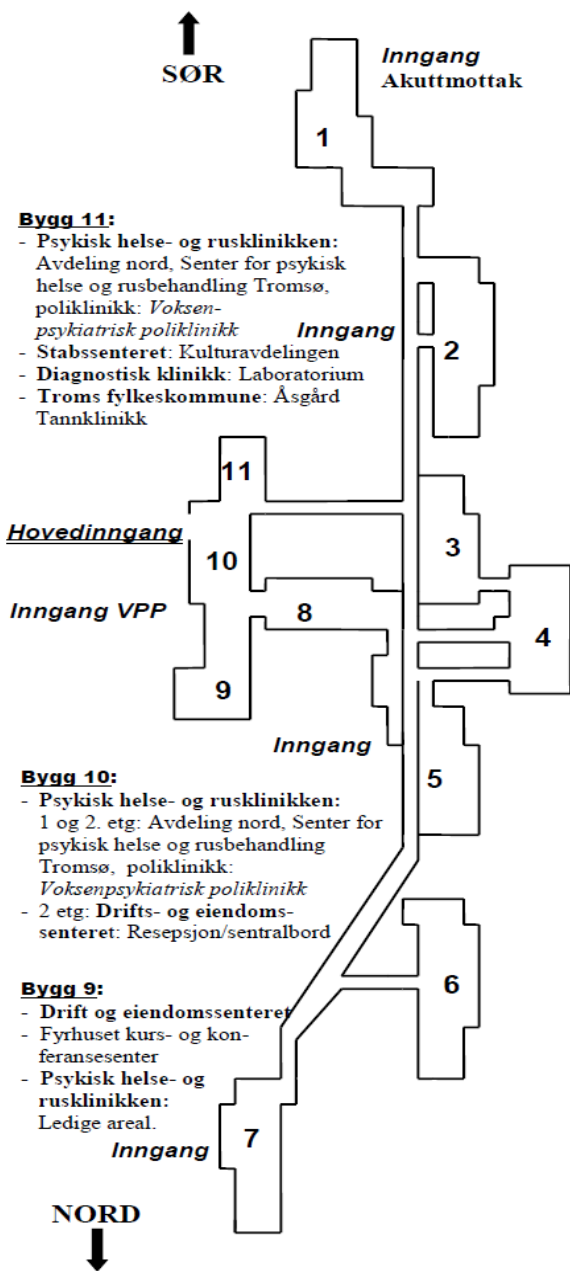 SØR
Inngang
Akuttmottak
1
Bygg 11:
- Psykisk helse- og rusklinikken:
Avdeling nord, Senter for psykisk
helse og rusbehandling Tromsø,
poliklinikk: Voksen-
psykiatrisk poliklinikk
- Stabssenteret: Kulturavdelingen
- Diagnostisk klinikk: Laboratorium
- Troms fylkeskommune: Åsgård
Tannklinikk
Inngang
2
11
Hovedinngang
10
3
Inngang VPP
8
4
9
Inngang
5
Bygg 10:
- Psykisk helse- og rusklinikken:
1 og 2. etg: Avdeling nord, Senter for
psykisk helse og rusbehandling
Tromsø, poliklinikk:
Voksenpsykiatrisk poliklinikk
- 2 etg: Drifts- og eiendoms-
senteret: Resepsjon/sentralbord
6
Bygg 9:
- Drift og eiendomssenteret
- Fyrhuset kurs- og kon-
feransesenter
- Psykisk helse- og
rusklinikken:
Ledige areal.
Inngang
7
NORD